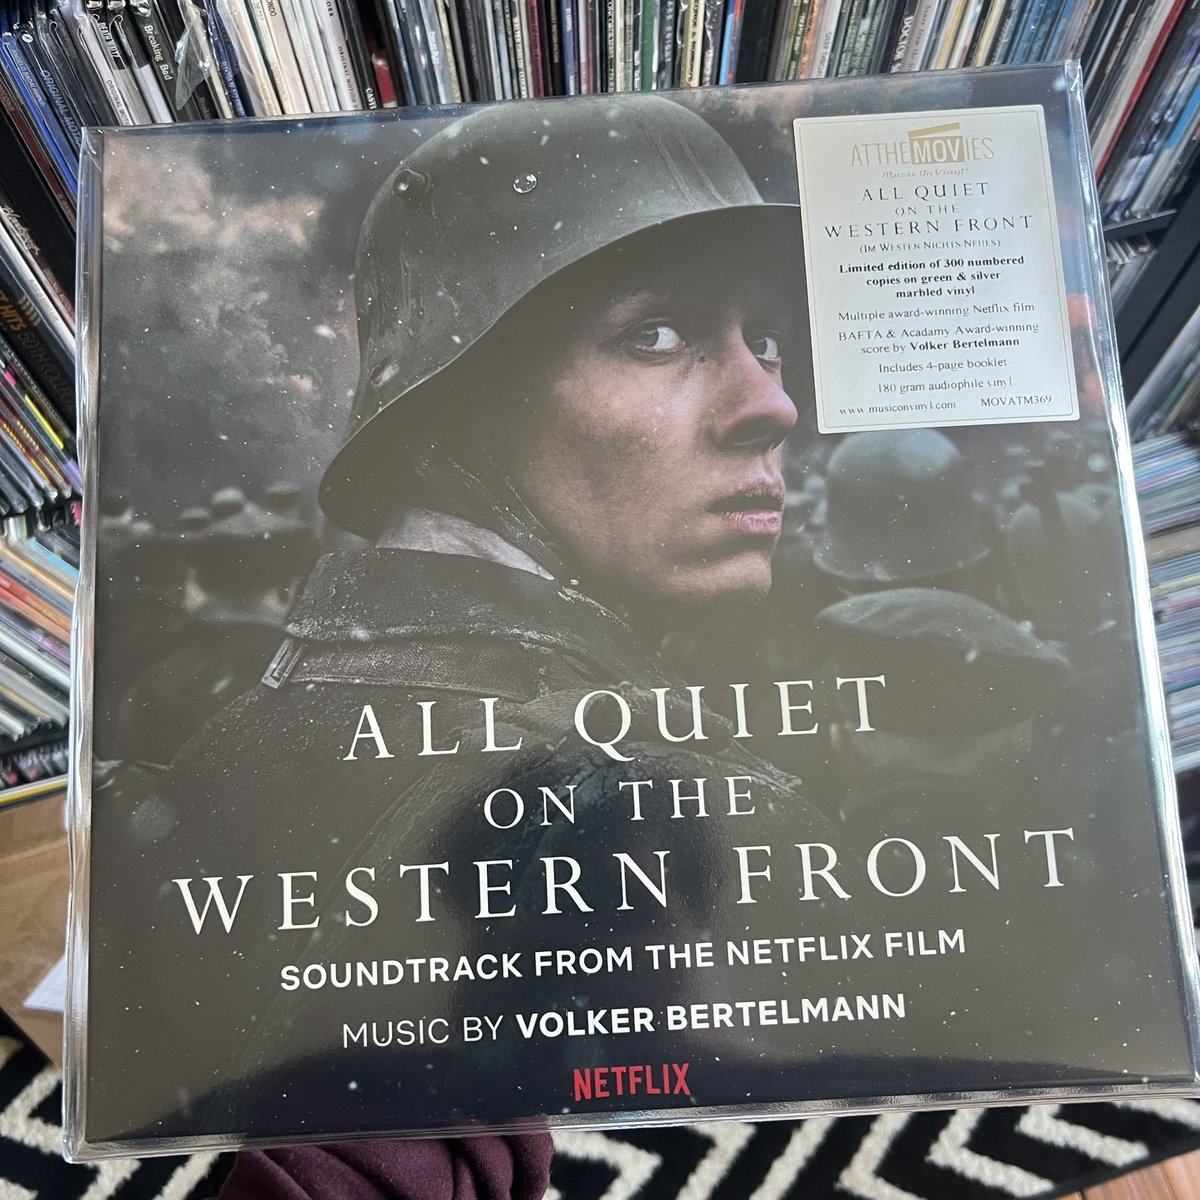 Breaking Bad
ATTHEMOVIES
Music On Vinyl
ALL QUIET
ON THE
WESTERN FRONT
(IM WESTEN NICHTS NEUES)
Limited edition of 300 numbered
copies on green & silver
marbled vinyl
Multiple award-winning Netflix film
BAFTA & Acadamy Award-winning
score by Volker Bertelmann
Includes 4-page booklet
180 gram audiophile vinyl
www.musiconvinyl.com MOVATM369
ALL QUIET
ON THE
WESTERN FRONT
SOUNDTRACK FROM THE NETFLIX FILM
MUSIC BY VOLKER BERTELMANN
NETFLIX